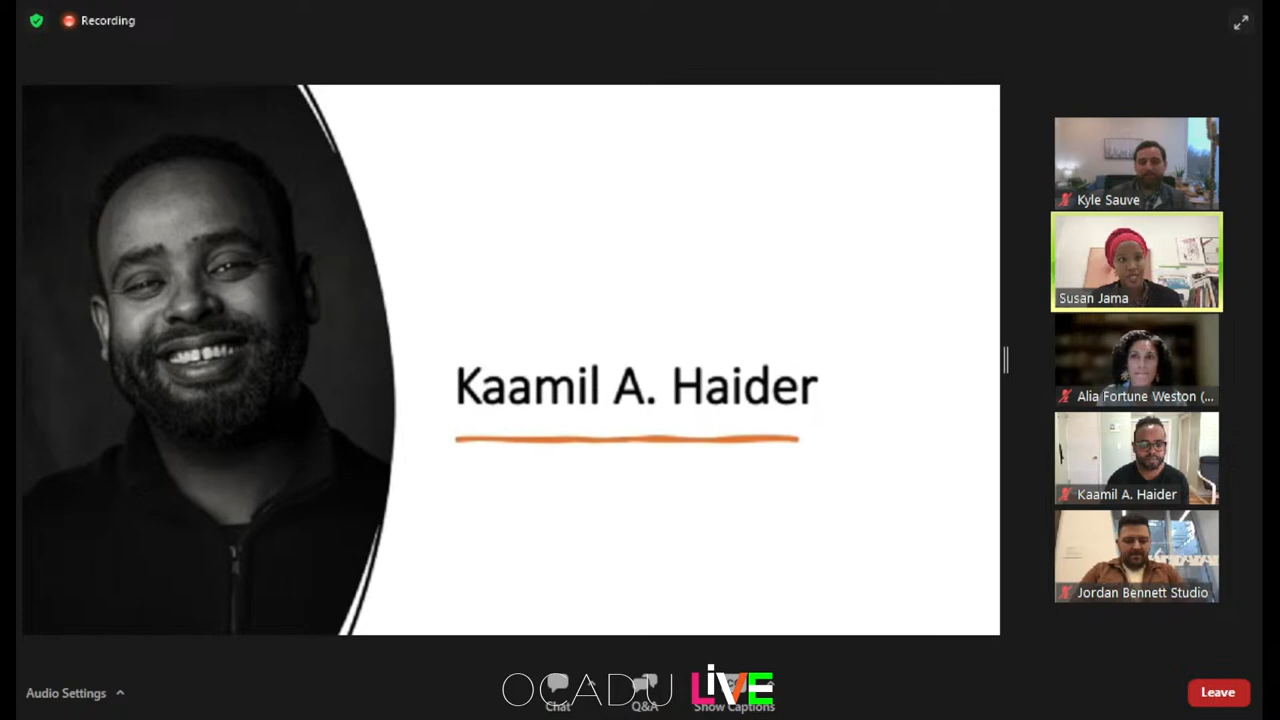 Recording
Kaamil A. Haider
Kyle Sauve
Susan Jama
Alia Fortune Weston (...
Kaamil A. Haider
Jordan Bennett Studio
Audio Settings
Chat
Q&A
Show Captions
OCADU LiVE
Leave